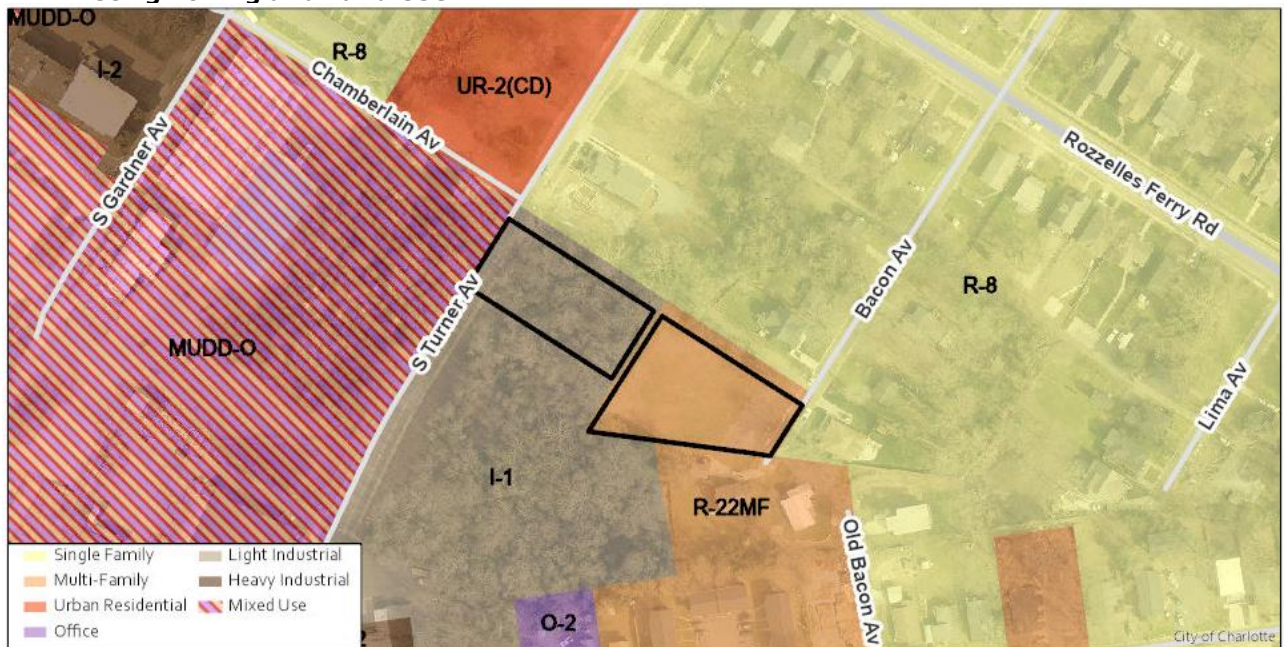 MUDD-O
I-2
R-8
UR-2(CD)
Chamberlain Av
S Gardner Av
Rozzelles Ferry Rd
Bacon Av
R-8
S Turner Av
MUDD-O
Lima Av
I-1
R-22MF
Old Bacon Av
O-2
Single Family
Light Industrial
Multi-Family
Heavy Industrial
Urban Residential
Mixed Use
Office
City of Charlotte